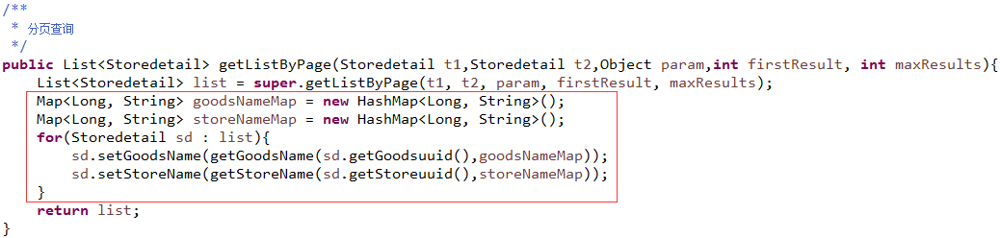 /**
 * 分页查询
 */
public List<Storedetail> getListByPage(Storedetail t1,Storedetail t2,Object param,int firstResult, int maxResults){
    List<Storedetail> list = super.getListByPage(t1, t2, param, firstResult, maxResults);
    Map<Long, String> goodsNameMap = new HashMap<Long, String>();
    Map<Long, String> storeNameMap = new HashMap<Long, String>();
    for(Storedetail sd : list){
        sd.setGoodsName(getGoodsName(sd.getGoodsuuid(),goodsNameMap));
        sd.setStoreName(getStoreName(sd.getStoreuuid(),storeNameMap));
    }
    return list;
}